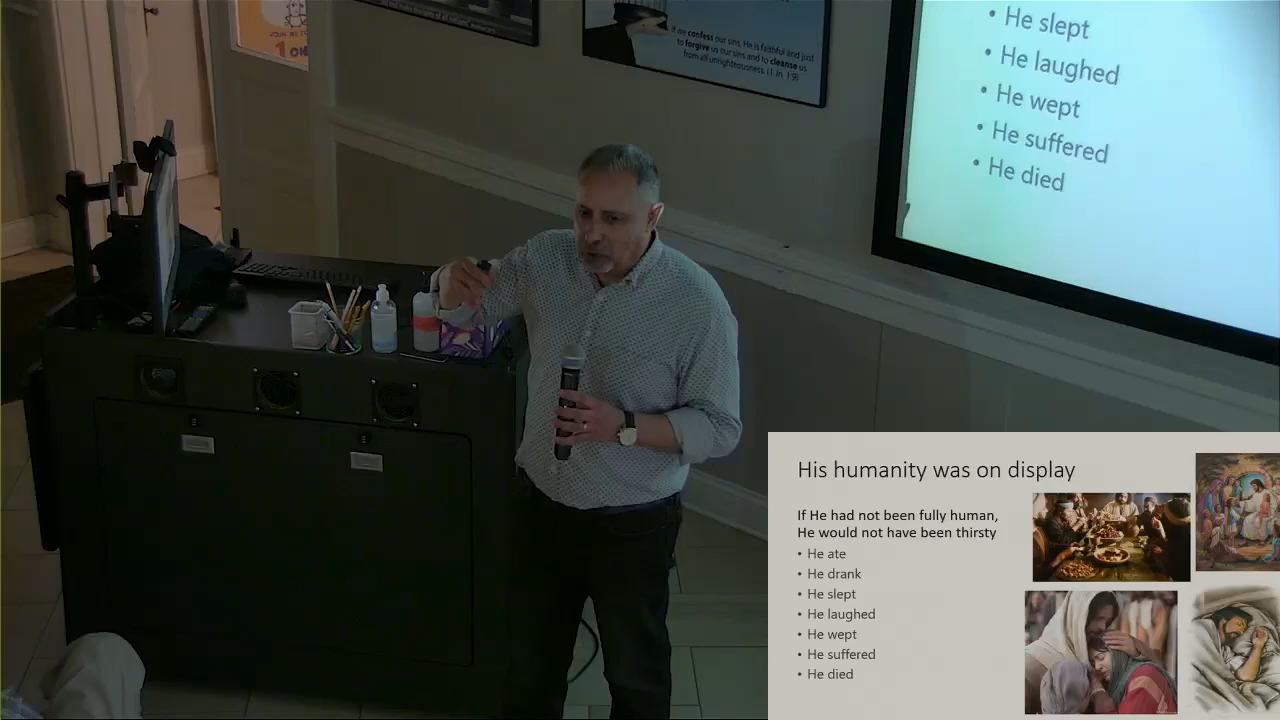 1
If we confess our sins, He is faithful and just
to forgive us our sins and to cleanse us
from all unrighteousness. (1 Jn. 1:9)
• He slept
• He laughed
• He wept
• He suffered
• He died
His humanity was on display
If He had not been fully human,
He would not have been thirsty
• He ate
• He drank
• He slept
• He laughed
• He wept
• He suffered
• He died